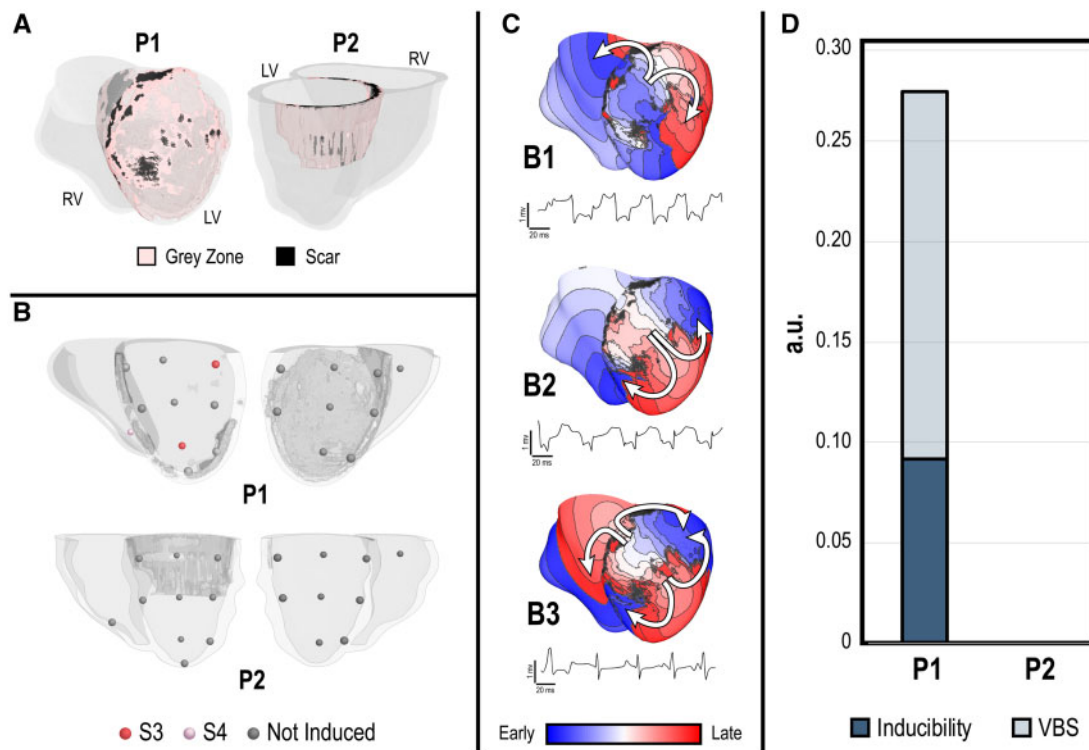 A
P1
P2
LV
RV
RV
LV
Grey Zone
Scar
B
P1
P2
S3
S4
Not Induced
C
B1
1 mv
20 ms
B2
1 mv
20 ms
B3
1 mv
20 ms
Early
Late
D
0.30
0.25
0.20
0.15
0.10
0.05
0
a.u.
P1
P2
Inducibility
VBS